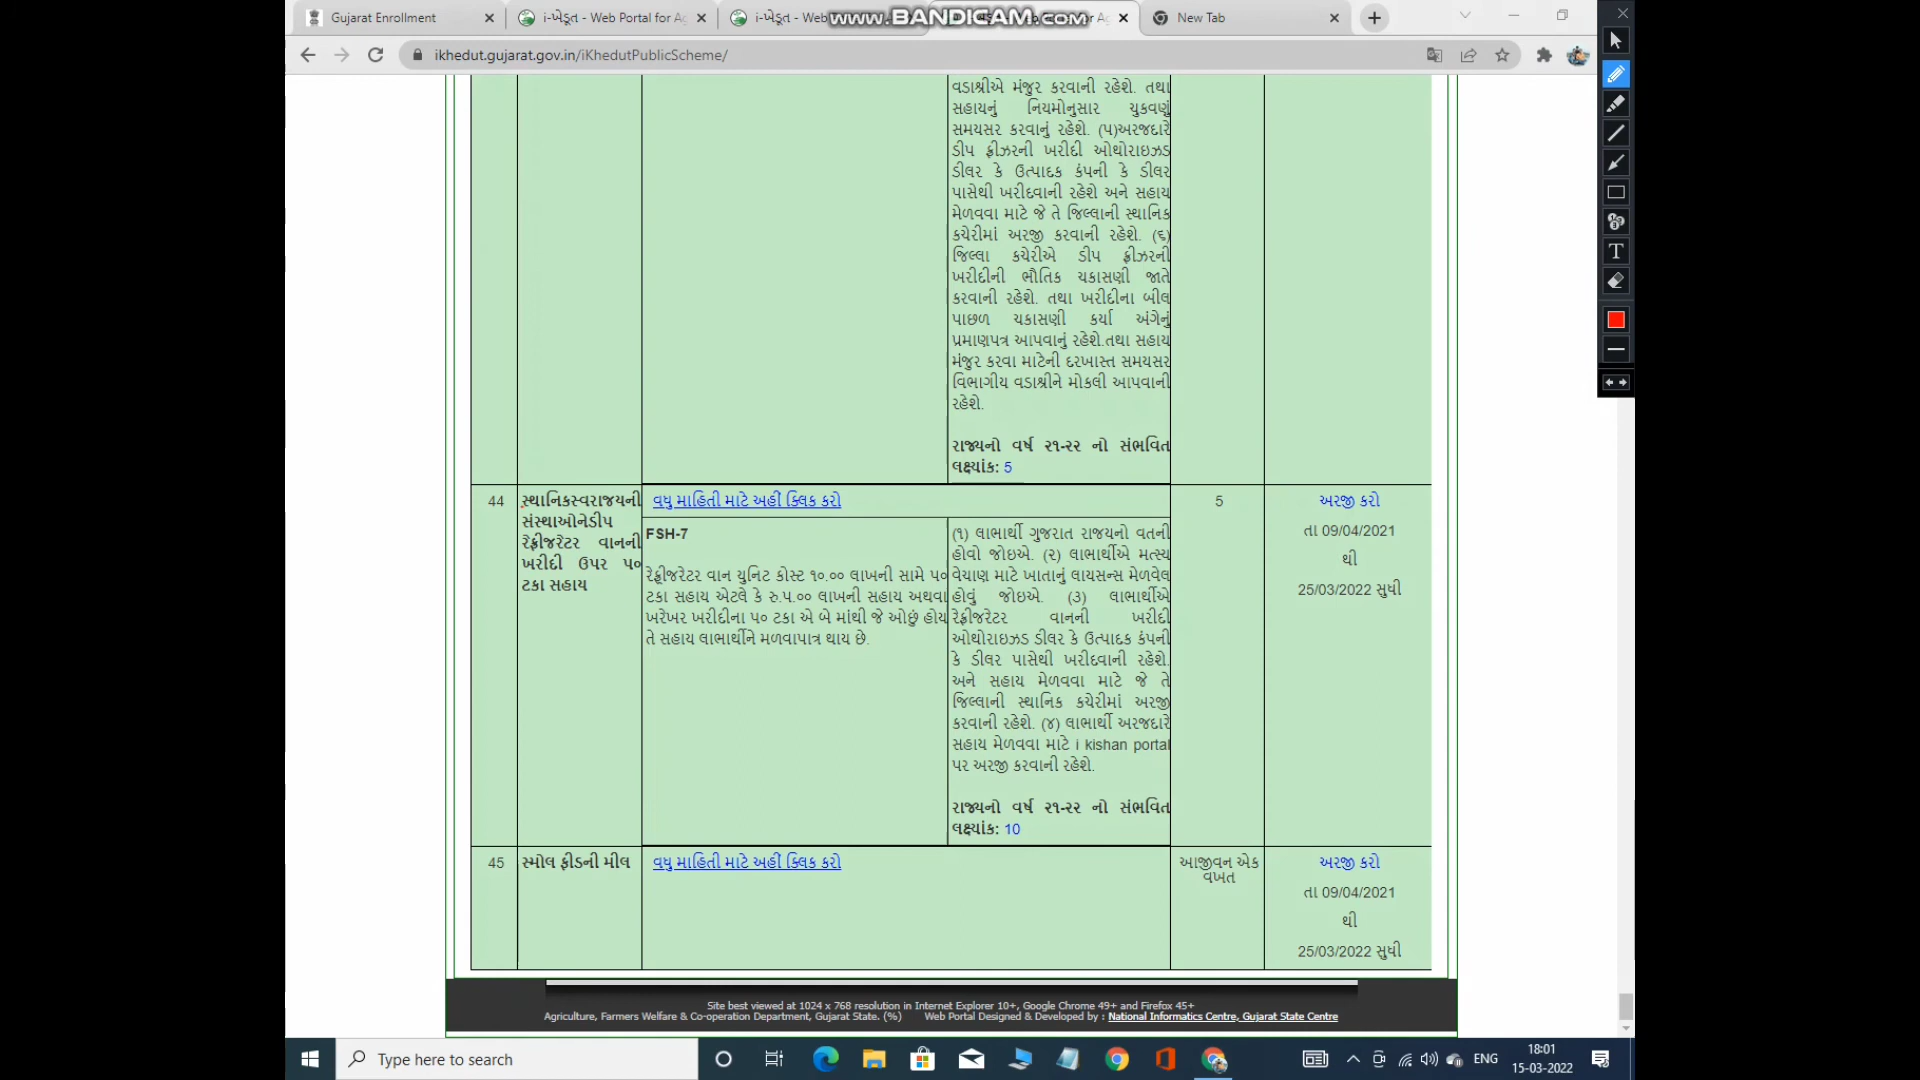 Gujarat Enrollment
i-ખેડૂત - Web Portal for Ag
i-ખેડૂત - Web
www.BANDICAM.com
New Tab
ikhedut.gujarat.gov.in/iKhedutPublicScheme/
વડાશ્રીએ મંજુર કરવાની રહેશે. તથા
સહાયનું નિયમોનુસાર ચુકવણું
સમયસર કરવાનું રહેશે. (૫)અરજદારે
ડીપ ફ્રીઝરની ખરીદી ઓથોરાઇઝડ
ડીલર કે ઉત્પાદક કંપની કે ડીલર
પાસેથી ખરીદવાની રહેશે અને સહાય
મેળવવા માટે જે તે જિલ્લાની સ્થાનિક
કચેરીમાં અરજી કરવાની રહેશે. (૬)
જિલ્લા કચેરીએ ડીપ ફ્રીઝરની
ખરીદીની ભૌતિક ચકાસણી જાતે
કરવાની રહેશે. તથા ખરીદીના બીલ
પાછળ ચકાસણી કર્યા અંગેનું
પ્રમાણપત્ર આપવાનું રહેશે.તથા સહાય
મંજુર કરવા માટેની દરખાસ્ત સમયસર
વિભાગીય વડાશ્રીને મોકલી આપવાની
રહેશે.
રાજ્યનો વર્ષ ૨૧-૨૨ નો સંભવિત
લક્ષ્યાંક: 5
44
સ્થાનિકસ્વરાજયની
સંસ્થાઓનેડીપ
રેફ્રીજરેટર વાનની
ખરીદી ઉપર ૫૦
ટકા સહાય
વધુ માહિતી માટે અહીં ક્લિક કરો
FSH-7
રેફ્રીજરેટર વાન યુનિટ કોસ્ટ ૧૦.૦૦ લાખની સામે ૫૦
ટકા સહાય એટલે કે રુ.૫.૦૦ લાખની સહાય અથવા
ખરેખર ખરીદીના ૫૦ ટકા એ બે માંથી જે ઓછું હોય
તે સહાય લાભાર્થીને મળવાપાત્ર થાય છે.
(૧) લાભાર્થી ગુજરાત રાજયનો વતની
હોવો જોઇએ. (૨) લાભાર્થીએ મત્સ્ય
વેચાણ માટે ખાતાનું લાયસન્સ મેળવેલ
હોવું જોઇએ. (૩) લાભાર્થીએ
રેફ્રીજરેટર વાનની ખરીદી
ઓથોરાઇઝડ ડીલર કે ઉત્પાદક કંપની
કે ડીલર પાસેથી ખરીદવાની રહેશે.
અને સહાય મેળવવા માટે જે તે
જિલ્લાની સ્થાનિક કચેરીમાં અરજી
કરવાની રહેશે. (૪) લાભાર્થી અરજદારે
સહાય મેળવવા માટે i kishan portal
પર અરજી કરવાની રહેશે.
રાજ્યનો વર્ષ ૨૧-૨૨ નો સંભવિત
લક્ષ્યાંક: 10
5
અરજી કરો
તા 09/04/2021
થી
25/03/2022 સુધી
45
સ્મોલ ફીડની મીલ
વધુ માહિતી માટે અહીં ક્લિક કરો
આજીવન એક
વખત
અરજી કરો
તા 09/04/2021
થી
25/03/2022 સુધી
Site best viewed at 1024 x 768 resolution in Internet Explorer 10+, Google Chrome 49+ and Firefox 45+
Agriculture, Farmers Welfare & Co-operation Department, Gujarat State. (%) Web Portal Designed & Developed by : National Informatics Centre, Gujarat State Centre
Type here to search
ENG
18:01
15-03-2022